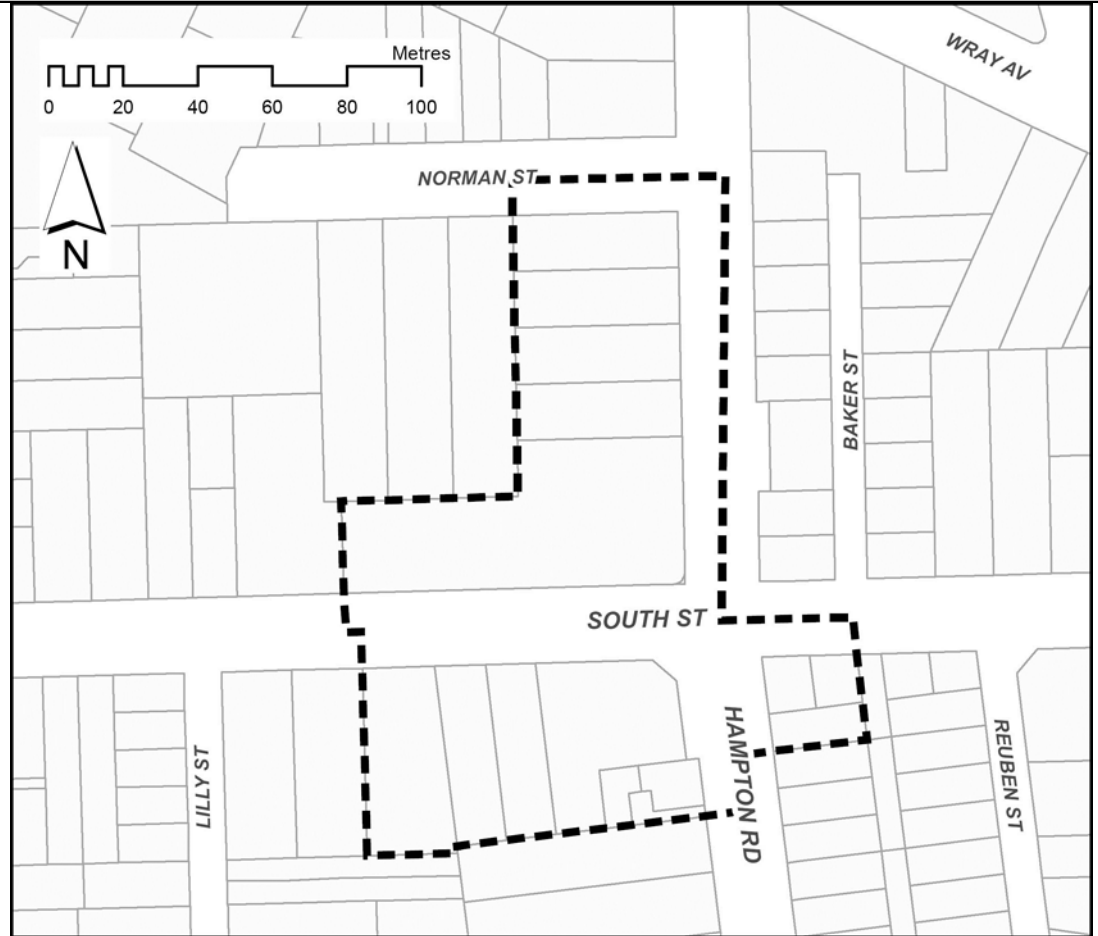 Metres
0 20 40 60 80 100
WRAY AV
NORMAN ST
N
BAKER ST
SOUTH ST
HAMPTON RD
REUBEN ST
LILLY ST